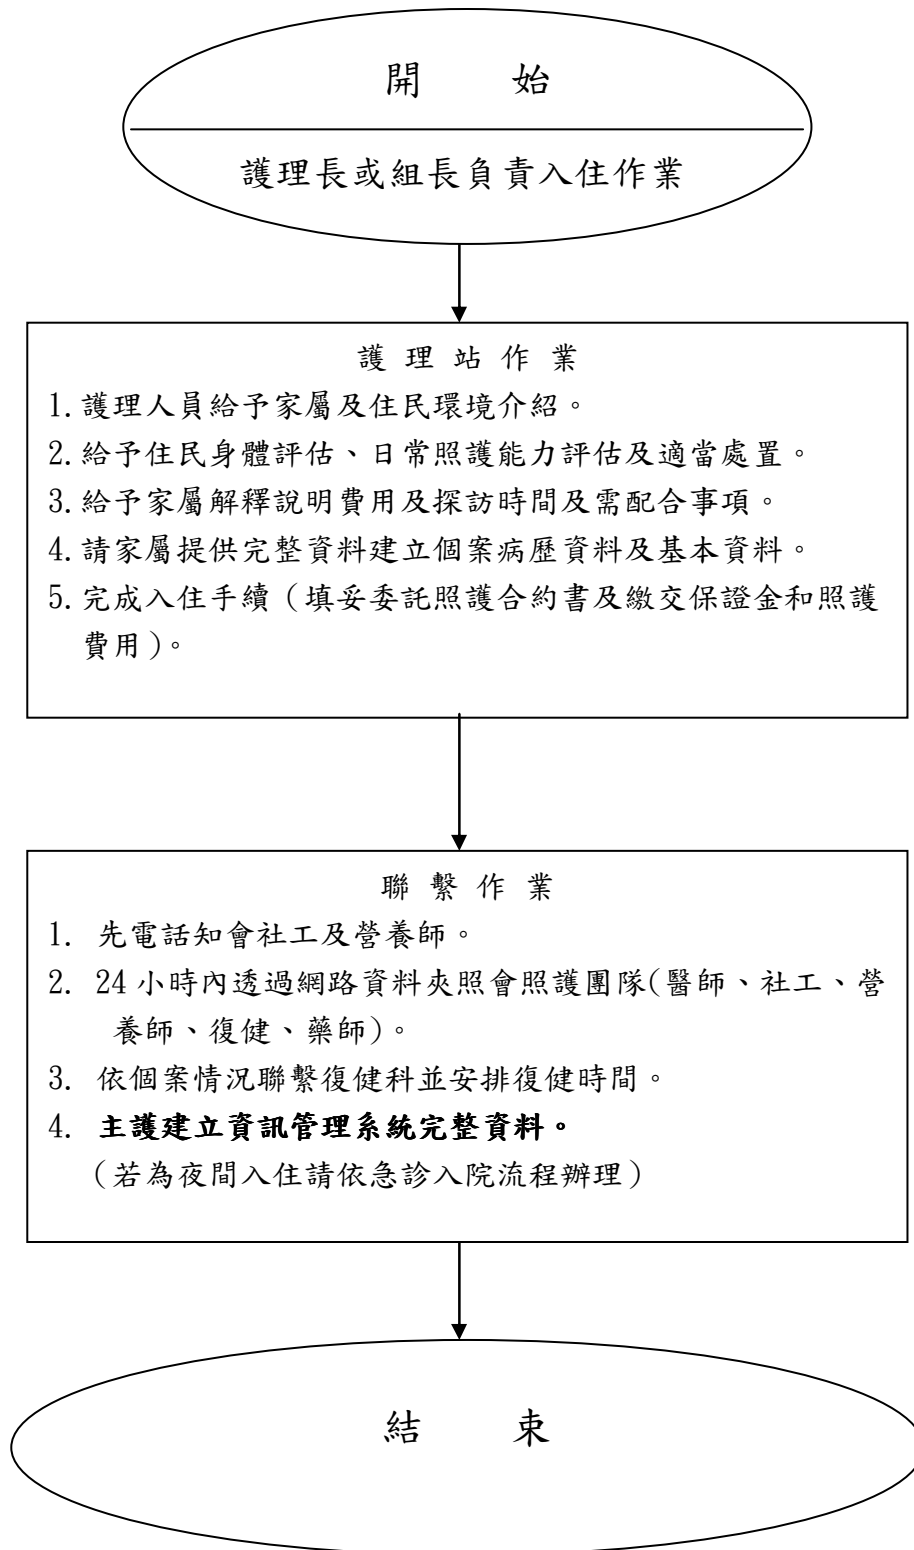 開 始
護理長或組長負責入住作業
護 理 站 作 業
1.護理人員給予家屬及住民環境介紹。
2.給予住民身體評估、日常照護能力評估及適當處置。
3.給予家屬解釋說明費用及探訪時間及需配合事項。
4.請家屬提供完整資料建立個案病歷資料及基本資料。
5.完成入住手續（填妥委託照護合約書及繳交保證金和照護
費用）。
聯 繫 作 業
1. 先電話知會社工及營養師。
2. 24 小時內透過網路資料夾照會照護團隊(醫師、社工、營
養師、復健、藥師)。
3. 依個案情況聯繫復健科並安排復健時間。
4. 主護建立資訊管理系統完整資料。
（若為夜間入住請依急診入院流程辦理）
結 束